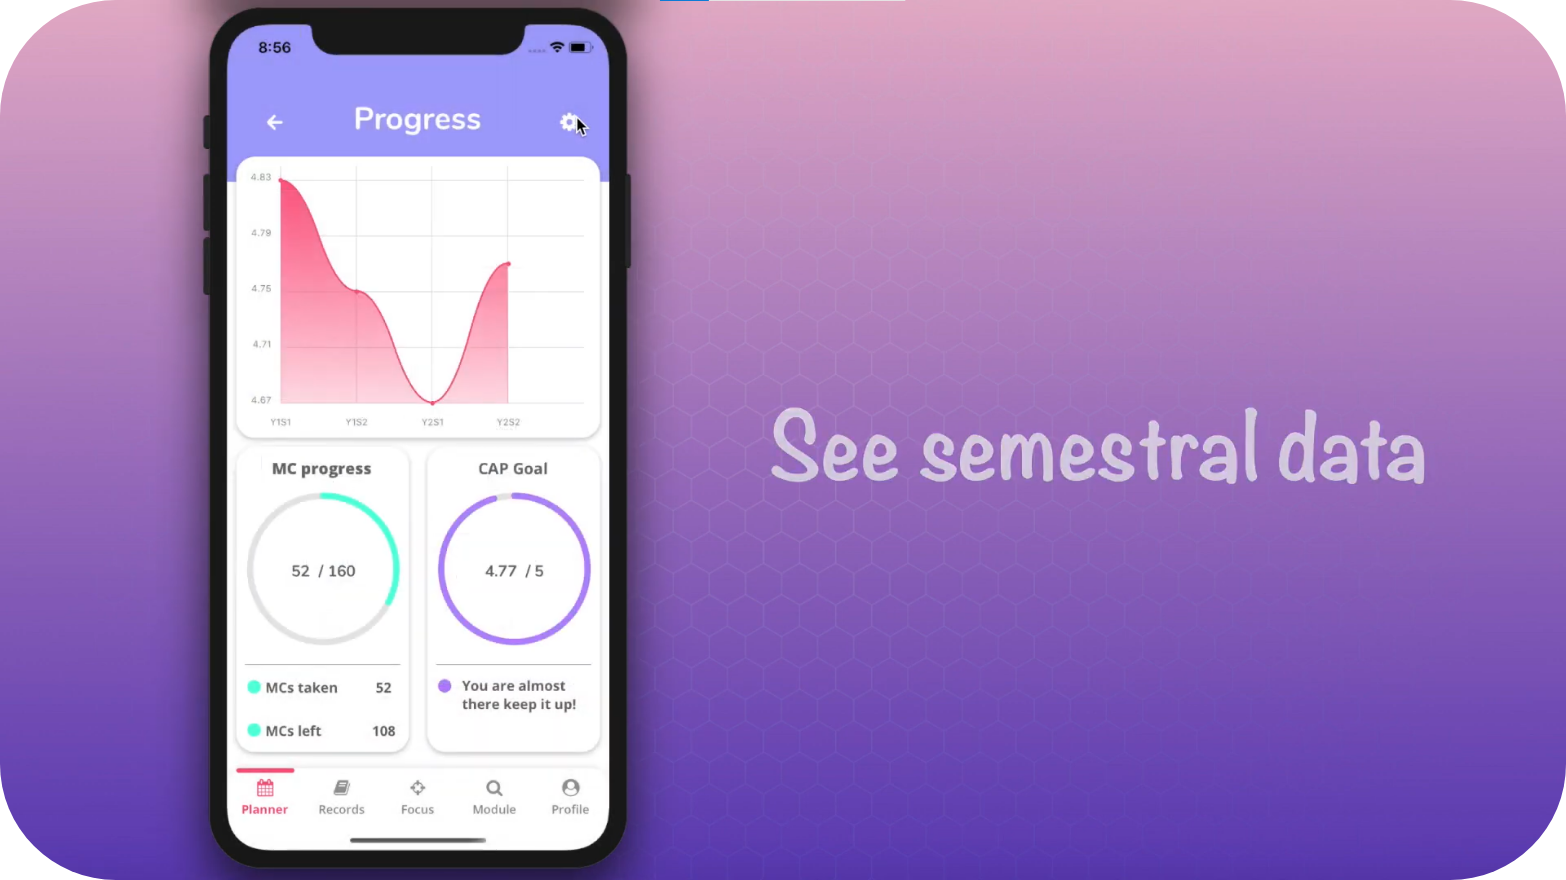 8:56
Progress
4.83
4.79
4.75
4.71
4.67
Y1S1 Y1S2 Y2S1 Y2S2
MC progress
52 / 160
MCs taken 52
MCs left 108
CAP Goal
4.77 / 5
You are almost
there keep it up!
Planner Records Focus Module Profile
See semestral data